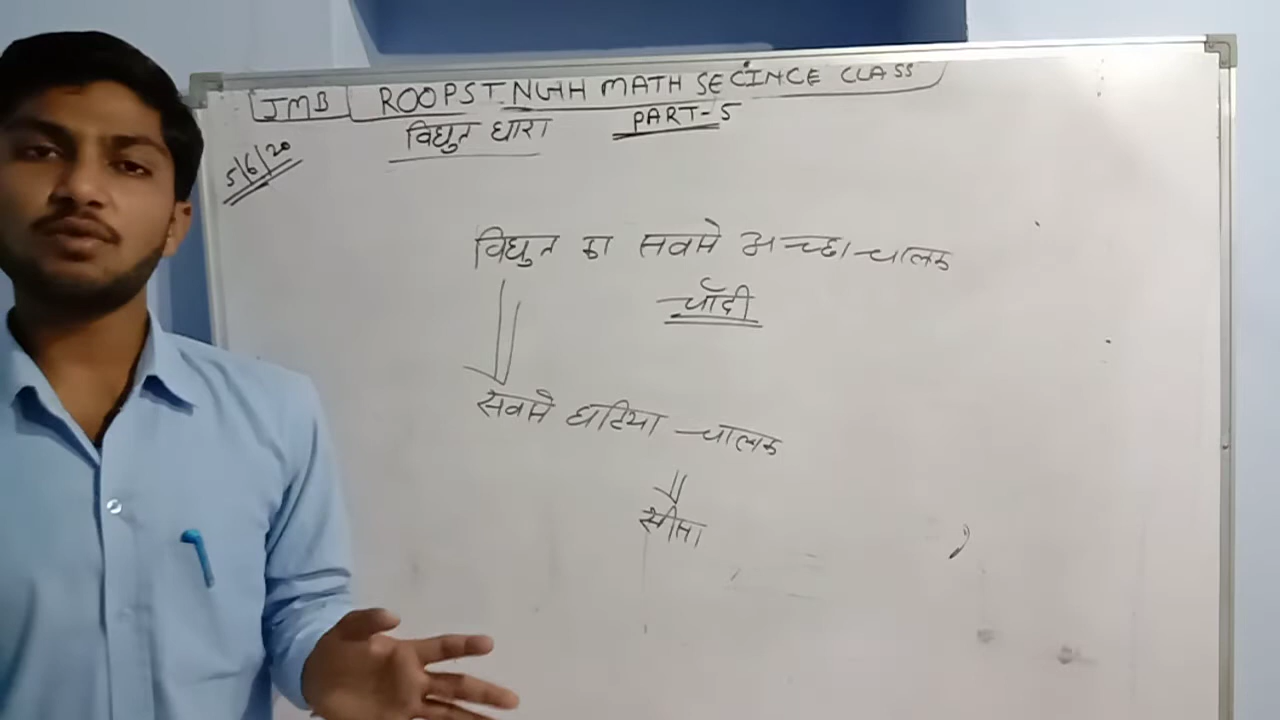 JMB ROOPSINGH MATH SECINCE CLASS
विद्युत धारा PART-5
5/6/20
विद्युत का सबसे अच्छा चालक
चाँदी
सबसे घटिया चालक
सीसा